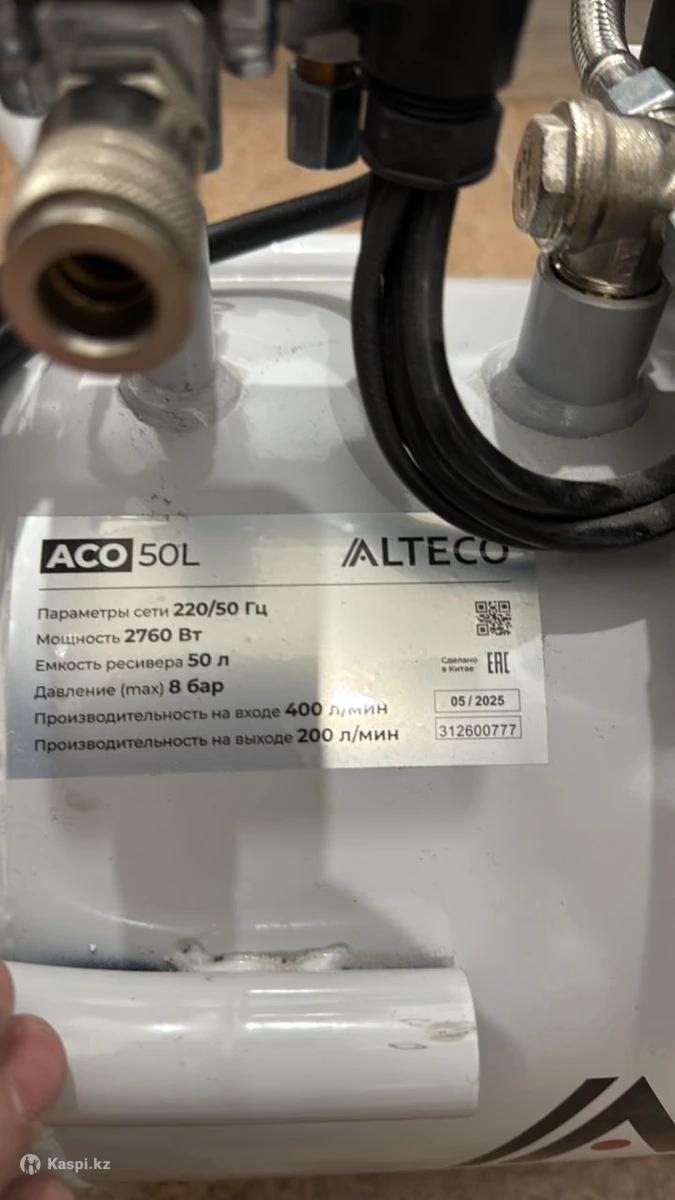 ACO 50L
ALTECO
Параметры сети 220/50 Гц
Мощность 2760 Вт
Емкость ресивера 50 л
Давление (max) 8 бар
Производительность на входе 400 л/мин
Производительность на выходе 200 л/мин
Сделано
в Китае
EAC
05 / 2025
312600777
Kaspi.kz